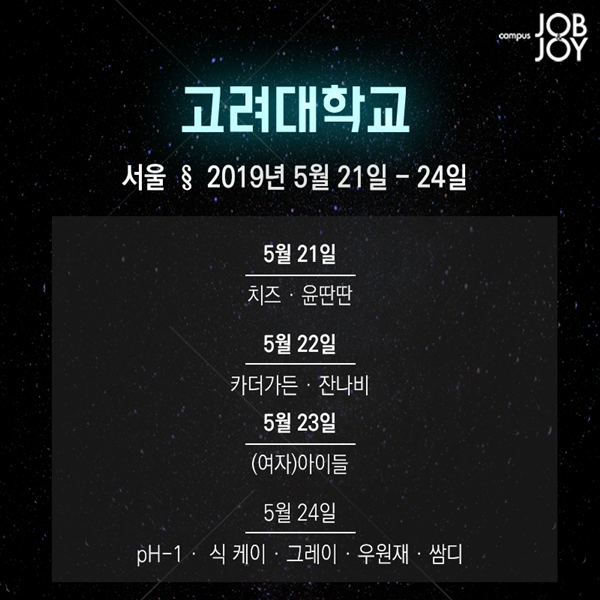 campus JOB & JOY
고려대학교
서울 § 2019년 5월 21일 - 24일
5월 21일
치즈 · 윤딴딴
5월 22일
카더가든 · 잔나비
5월 23일
(여자)아이들
5월 24일
pH-1 · 식 케이 · 그레이 · 우원재 · 쌈디